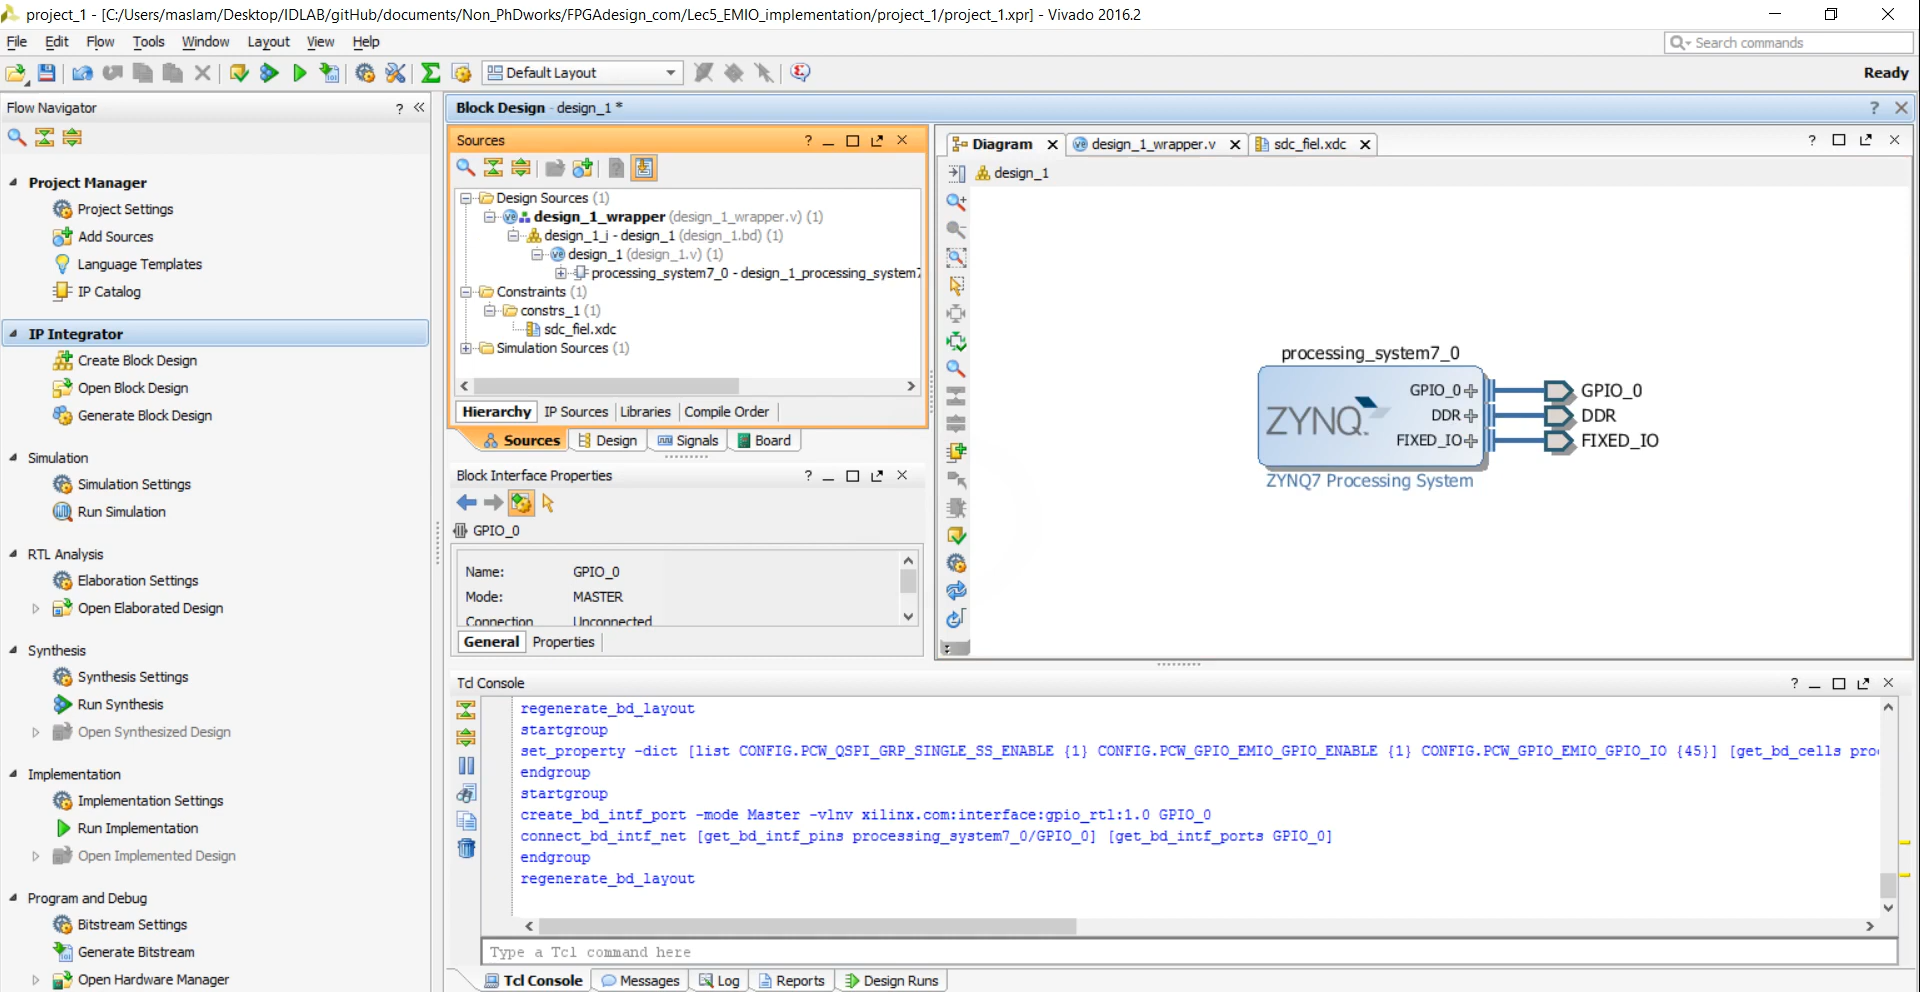 project_1 - [C:/Users/maslam/Desktop/IDLAB/gitHub/documents/Non_PhDworks/FPGAdesign_com/Lec5_EMIO_implementation/project_1/project_1.xpr] - Vivado 2016.2
File Edit Flow Tools Window Layout View Help
Search commands
Default Layout
Ready
Flow Navigator
Project Manager
Project Settings
Add Sources
Language Templates
IP Catalog
IP Integrator
Create Block Design
Open Block Design
Generate Block Design
Simulation
Simulation Settings
Run Simulation
RTL Analysis
Elaboration Settings
Open Elaborated Design
Synthesis
Synthesis Settings
Run Synthesis
Open Synthesized Design
Implementation
Implementation Settings
Run Implementation
Open Implemented Design
Program and Debug
Bitstream Settings
Generate Bitstream
Open Hardware Manager
Block Design - design_1 *
Sources
Design Sources (1)
design_1_wrapper (design_1_wrapper.v) (1)
design_1_i - design_1 (design_1.bd) (1)
design_1 (design_1.v) (1)
processing_system7_0 - design_1_processing_system7
Constraints (1)
constrs_1 (1)
sdc_fiel.xdc
Simulation Sources (1)
Hierarchy IP Sources Libraries Compile Order
Sources Design Signals Board
Block Interface Properties
GPIO_0
Name: GPIO_0
Mode: MASTER
Connection Unconnected
General Properties
Diagram design_1_wrapper.v sdc_fiel.xdc
design_1
processing_system7_0
ZYNQ
GPIO_0 GPIO_0
DDR DDR
FIXED_IO FIXED_IO
ZYNQ7 Processing System
Tcl Console
regenerate_bd_layout
startgroup
set_property -dict [list CONFIG.PCW_QSPI_GRP_SINGLE_SS_ENABLE {1} CONFIG.PCW_GPIO_EMIO_GPIO_ENABLE {1} CONFIG.PCW_GPIO_EMIO_GPIO_IO {45}] [get_bd_cells pro
endgroup
startgroup
create_bd_intf_port -mode Master -vlnv xilinx.com:interface:gpio_rtl:1.0 GPIO_0
connect_bd_intf_net [get_bd_intf_pins processing_system7_0/GPIO_0] [get_bd_intf_ports GPIO_0]
endgroup
regenerate_bd_layout
Type a Tcl command here
Tcl Console Messages Log Reports Design Runs